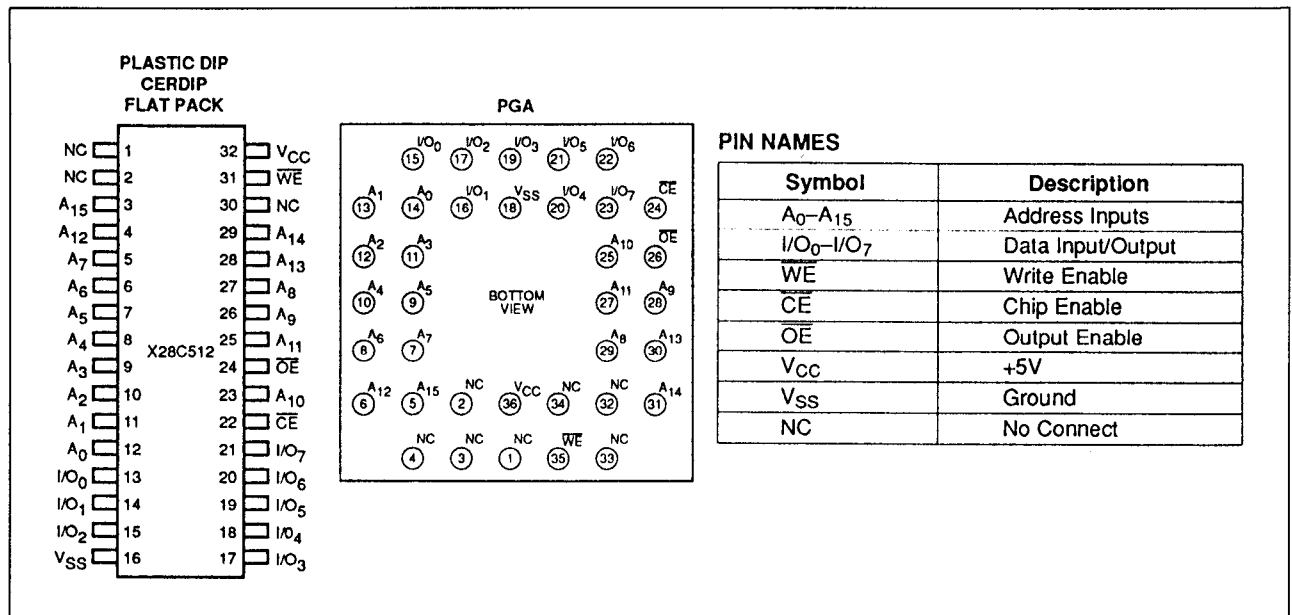 PLASTIC DIP
CERDIP
FLAT PACK
NC 1 32 VCC
NC 2 31 WE
A15 3 30 NC
A12 4 29 A14
A7 5 28 A13
A6 6 27 A8
A5 7 26 A9
A4 8 25 A11
X28C512
A3 9 24 OE
A2 10 23 A10
A1 11 22 CE
A0 12 21 I/O7
I/O0 13 20 I/O6
I/O1 14 19 I/O5
I/O2 15 18 I/04
VSS 16 17 I/O3
PGA
I/O0 I/O2 I/O3 I/O5 I/O6
15 17 19 21 22
A1 A0 I/O1 VSS I/O4 I/O7 CE
13 14 16 18 20 23 24
A2 A3 A10 OE
12 11 25 26
A4 A5 A11 A9
10 9 27 28
BOTTOM
VIEW
A6 A7 A8 A13
8 7 29 30
A12 A15 NC VCC NC NC A14
6 5 2 36 34 32 31
NC NC NC WE NC
4 3 1 35 33
PIN NAMES
Symbol Description
A0–A15 Address Inputs
I/O0–I/O7 Data Input/Output
WE Write Enable
CE Chip Enable
OE Output Enable
VCC +5V
VSS Ground
NC No Connect